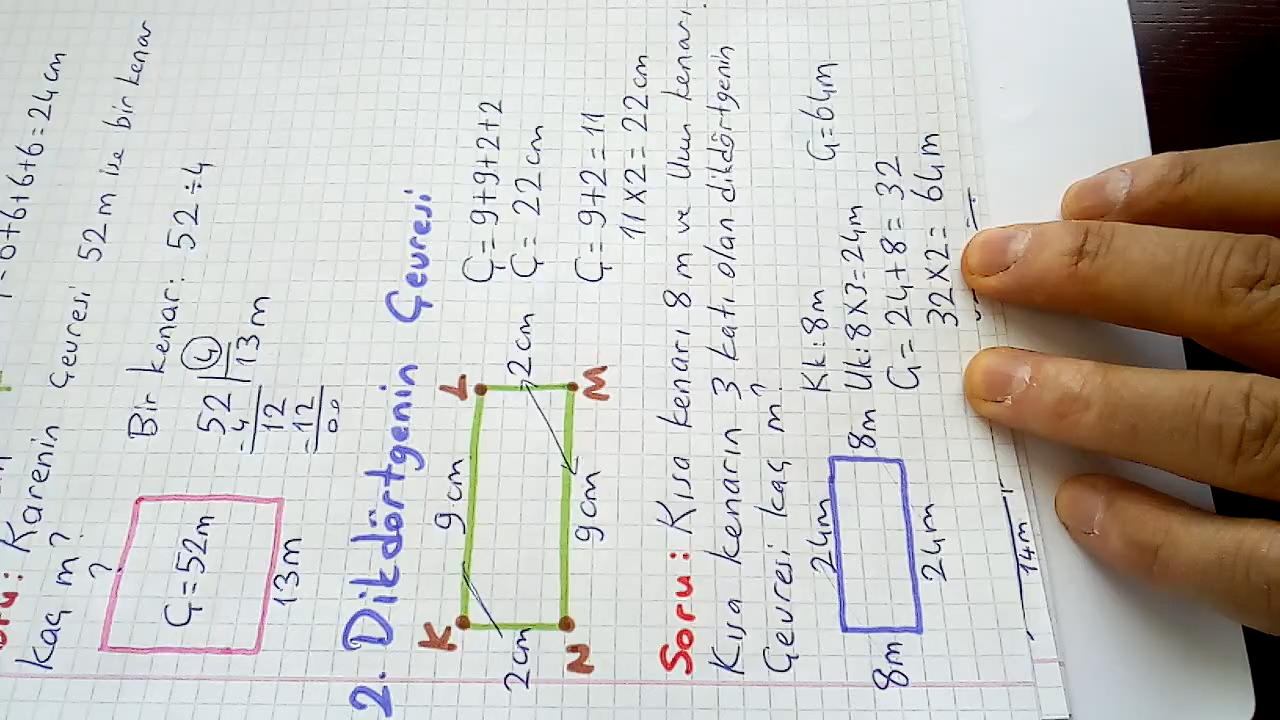 = 6+6+6+6 = 24 cm
Soru: Karenin Çevresi 52 m ise bir kenar
kaç m?
?
Ç = 52m
13m
Bir kenar: 52 ÷ 4
52 4
-4 13m
12
-12
00
2. Dikdörtgenin Çevresi
K 9cm L
2cm 2cm
N 9cm M
Ç = 9+9+2+2
Ç = 22 cm
Ç = 9+2 = 11
11 x 2 = 22 cm
Soru: Kısa kenarı 8 m ve Uzun kenarı
Kısa kenarın 3 katı olan dikdörtgenin
Çevresi kaç m?
24m
8m 8m
24m
Kk: 8m Ç = 64m
Uk: 8 x 3 = 24m
Ç = 24 + 8 = 32
32 x 2 = 64m
14m